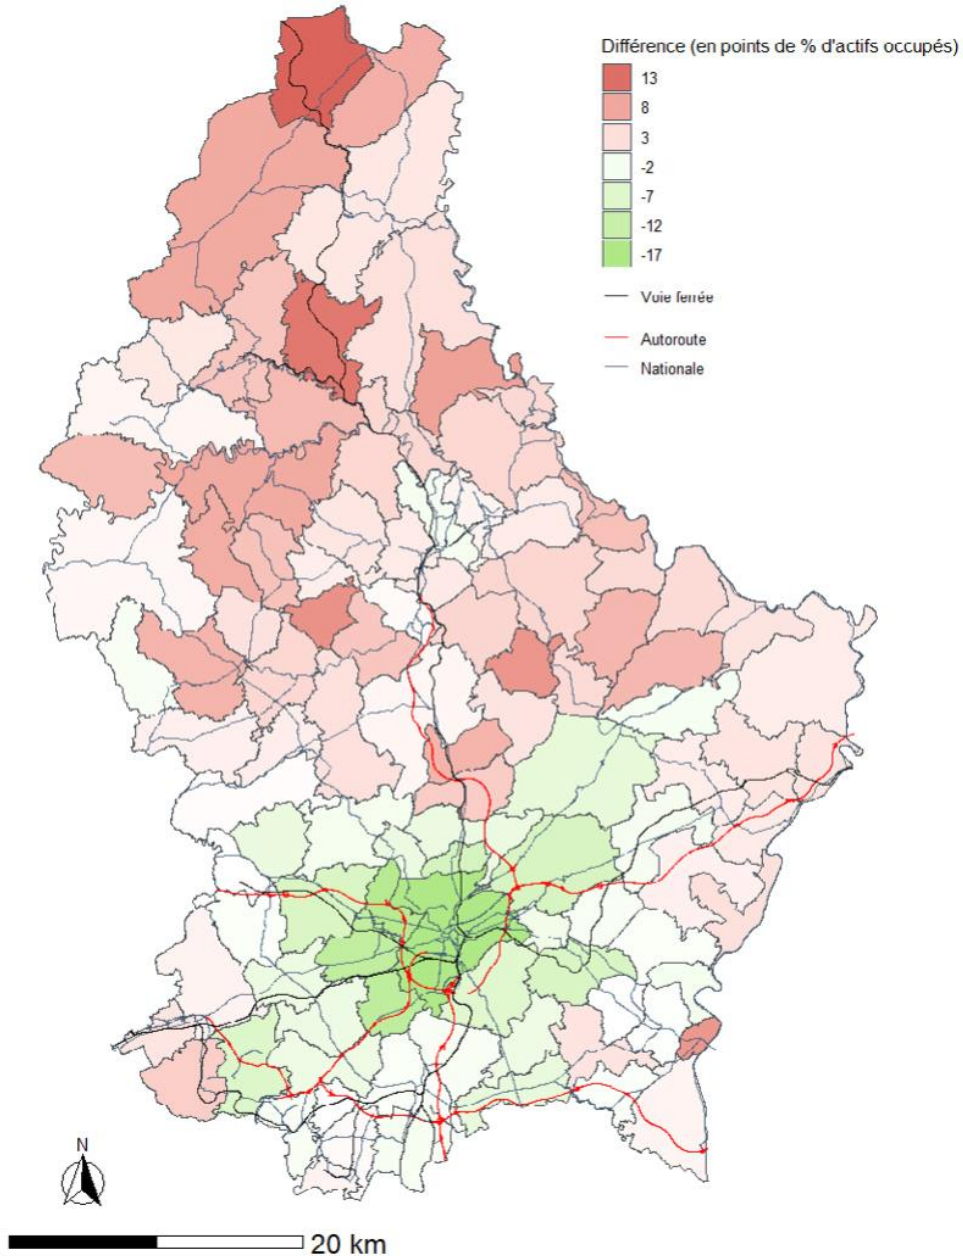 Différence (en points de % d'actifs occupés)
13
8
3
-2
-7
-12
-17
Voie ferrée
Autoroute
Nationale
N
20 km